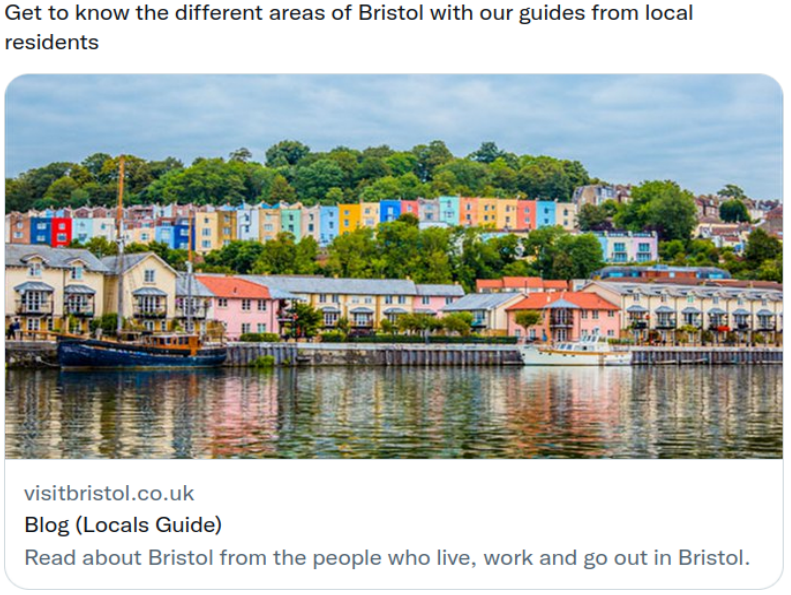 Get to know the different areas of Bristol with our guides from local
residents
visitbristol.co.uk
Blog (Locals Guide)
Read about Bristol from the people who live, work and go out in Bristol.